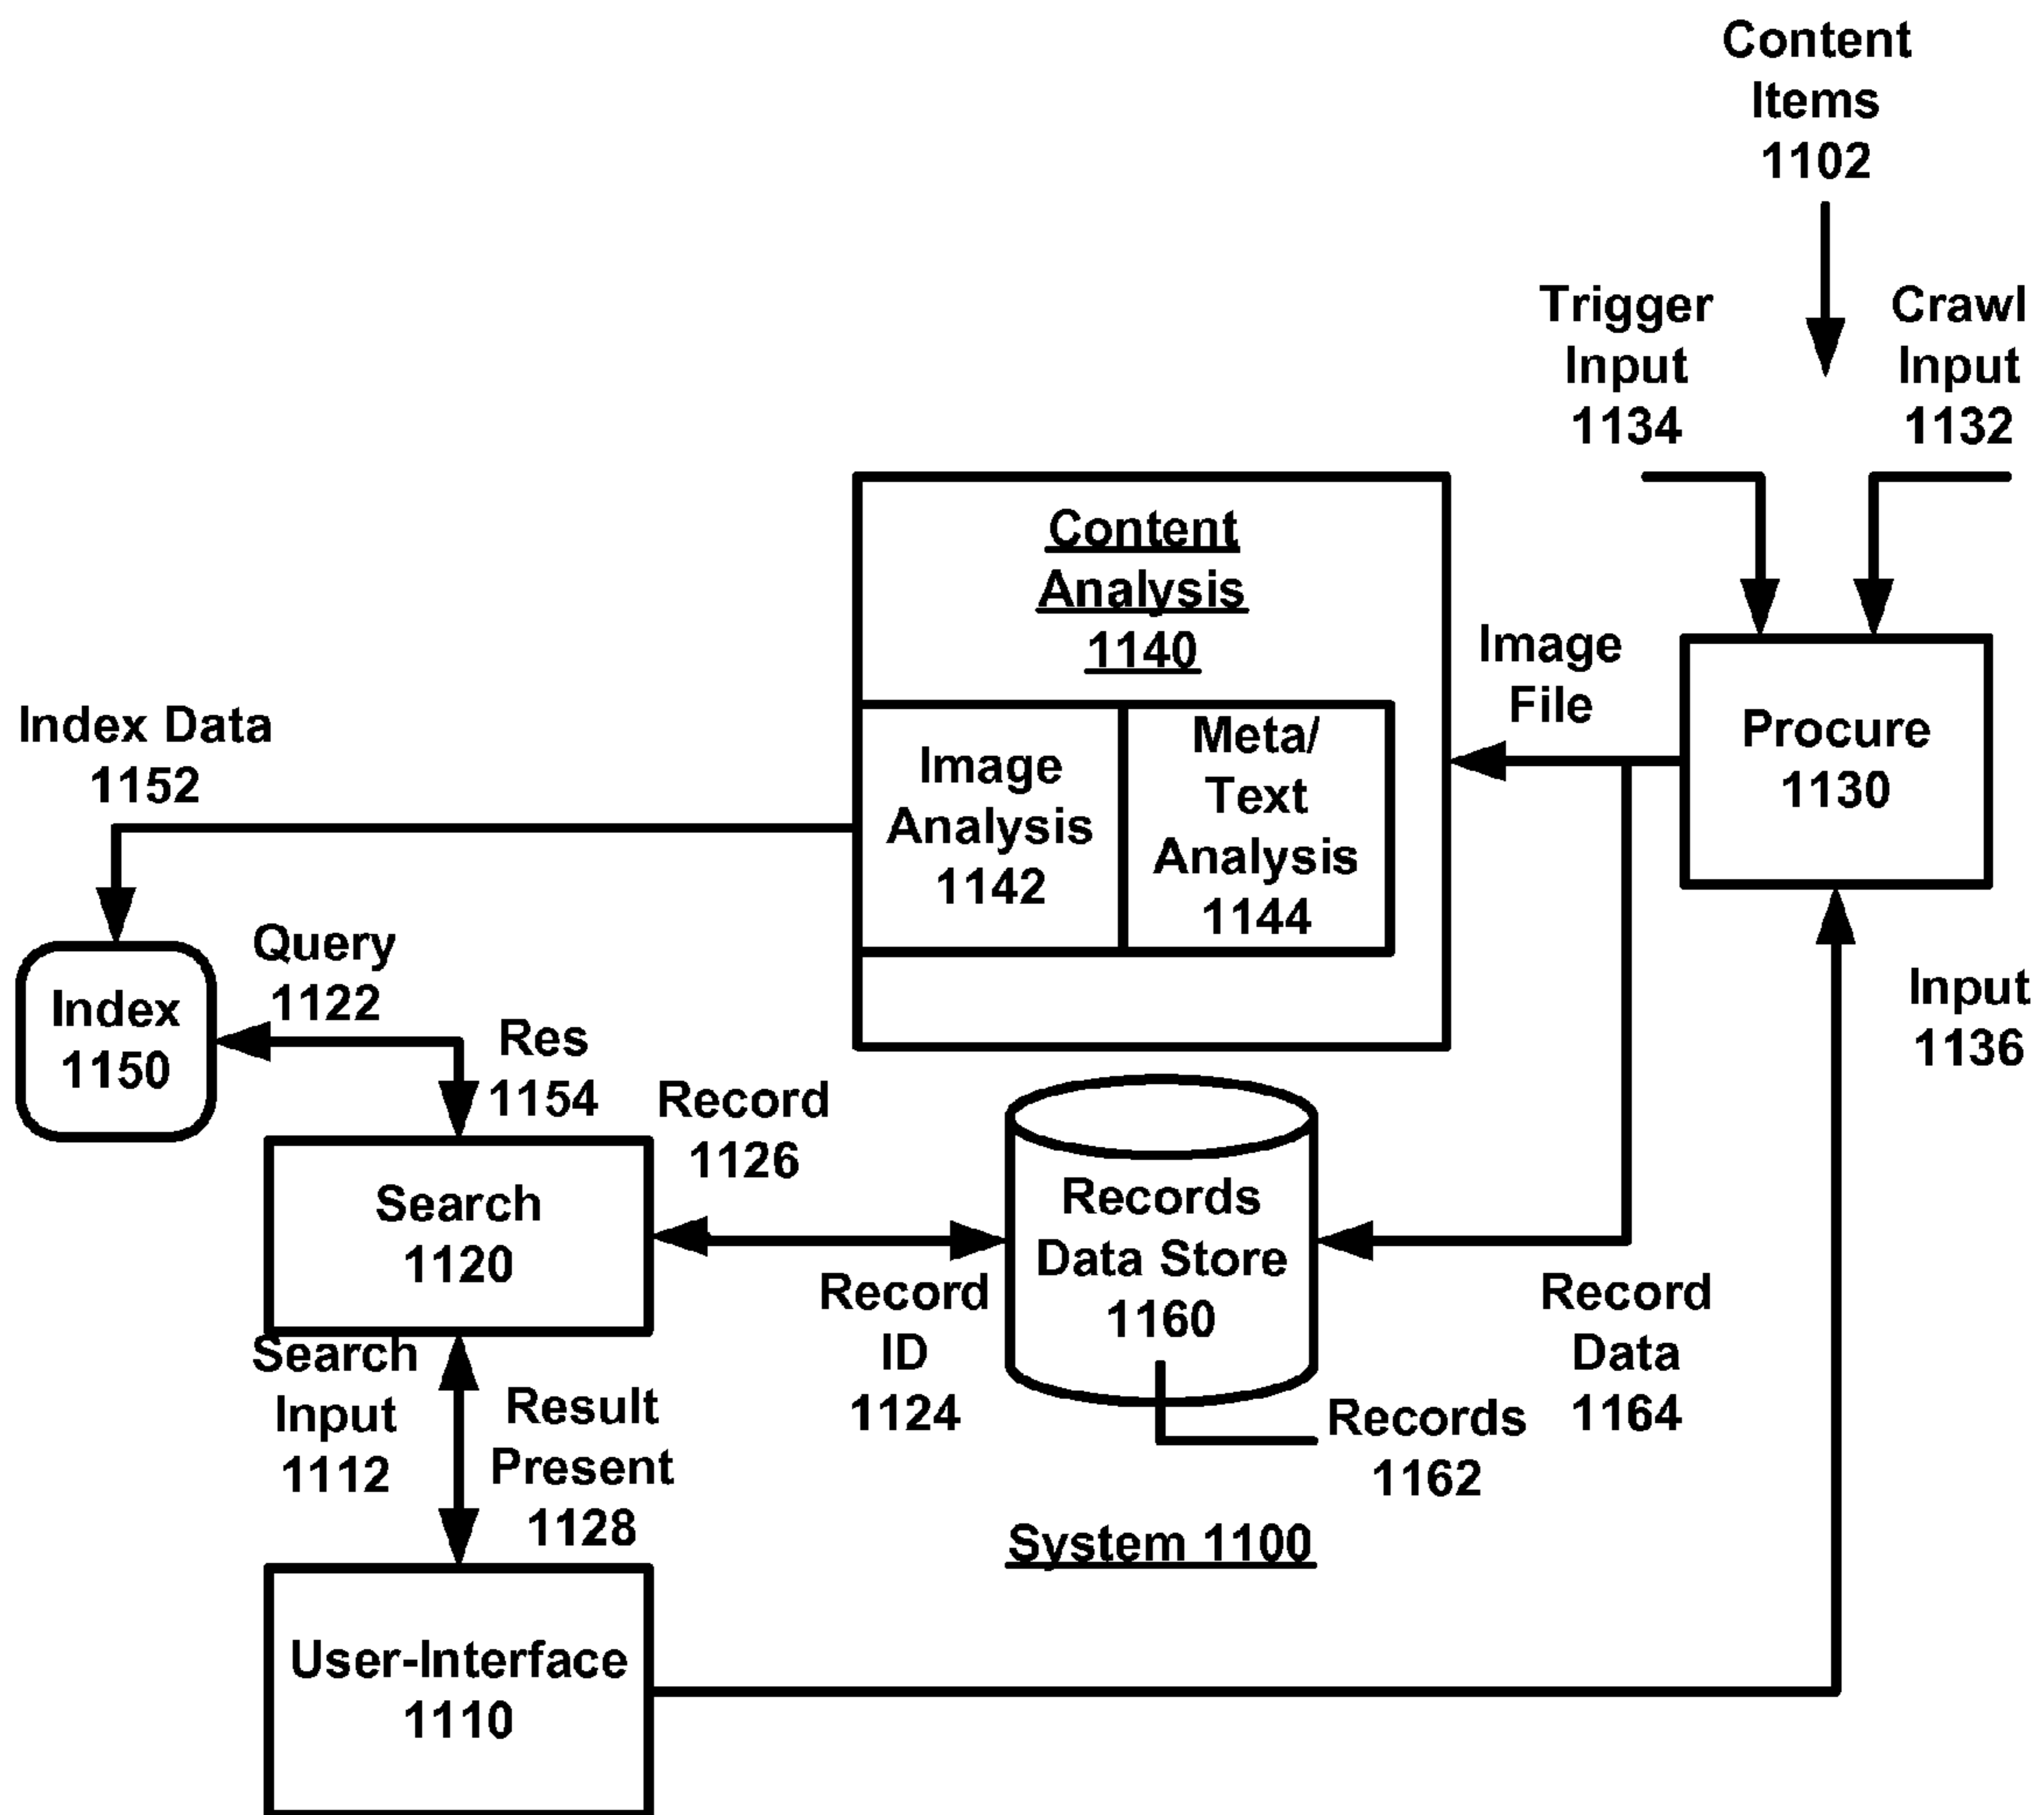 Content
Items
1102
Trigger
Input
1134
Crawl
Input
1132
Content
Analysis
1140
Image
File
Procure
1130
Index Data
1152
Image
Analysis
1142
Meta/
Text
Analysis
1144
Query
1122
Index
1150
Input
1136
Res
1154
Record
1126
Search
1120
Records
Data Store
1160
Record
ID
1124
Record
Data
1164
Search
Input
1112
Result
Present
1128
Records
1162
System 1100
User-Interface
1110